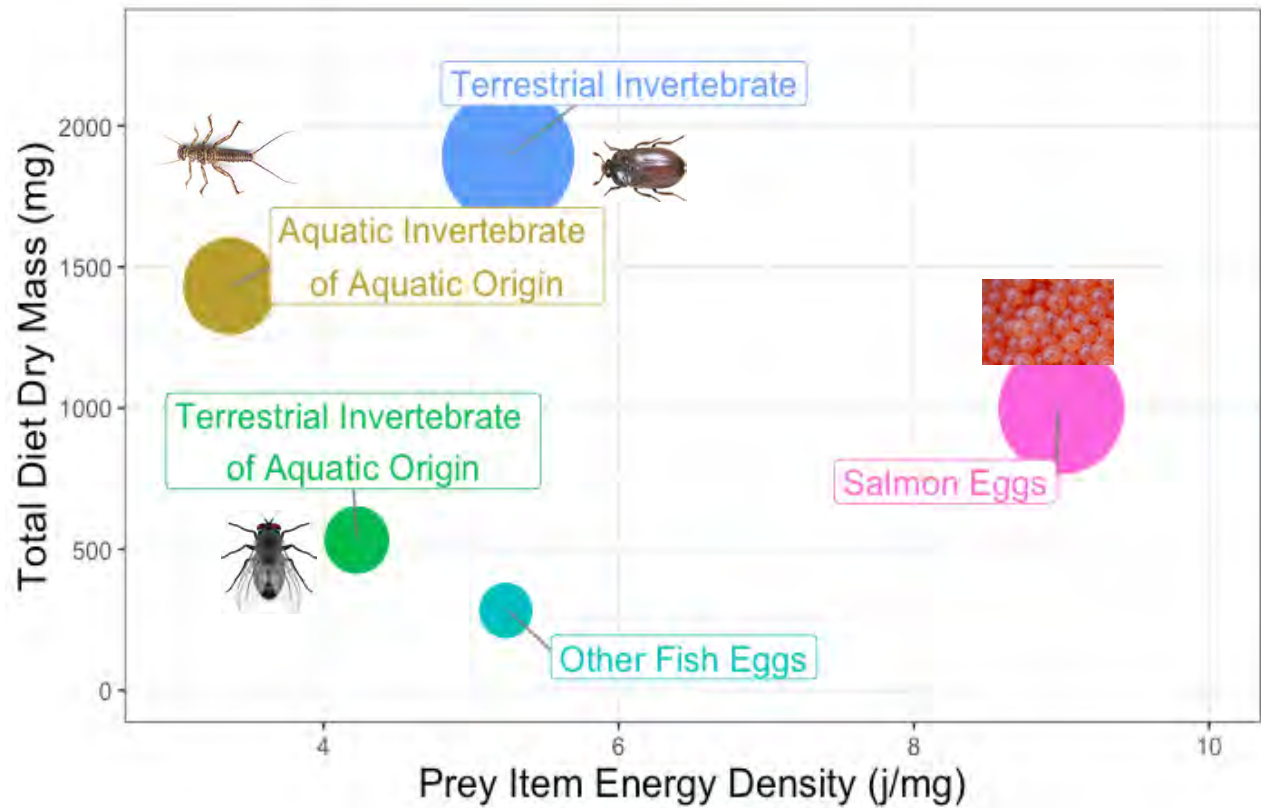 Total Diet Dry Mass (mg)
2000
1500
1000
500
0
Terrestrial Invertebrate
Aquatic Invertebrate
of Aquatic Origin
Terrestrial Invertebrate
of Aquatic Origin
Salmon Eggs
Other Fish Eggs
4
6
8
10
Prey Item Energy Density (j/mg)